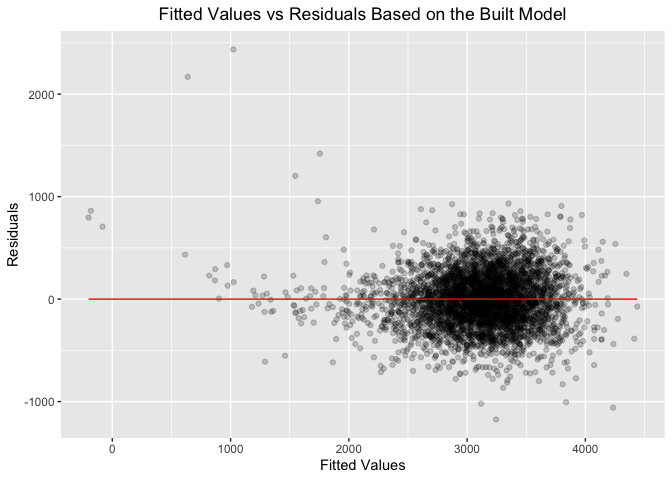 Fitted Values vs Residuals Based on the Built Model
Residuals
2000
1000
0
-1000
0 1000 2000 3000 4000
Fitted Values